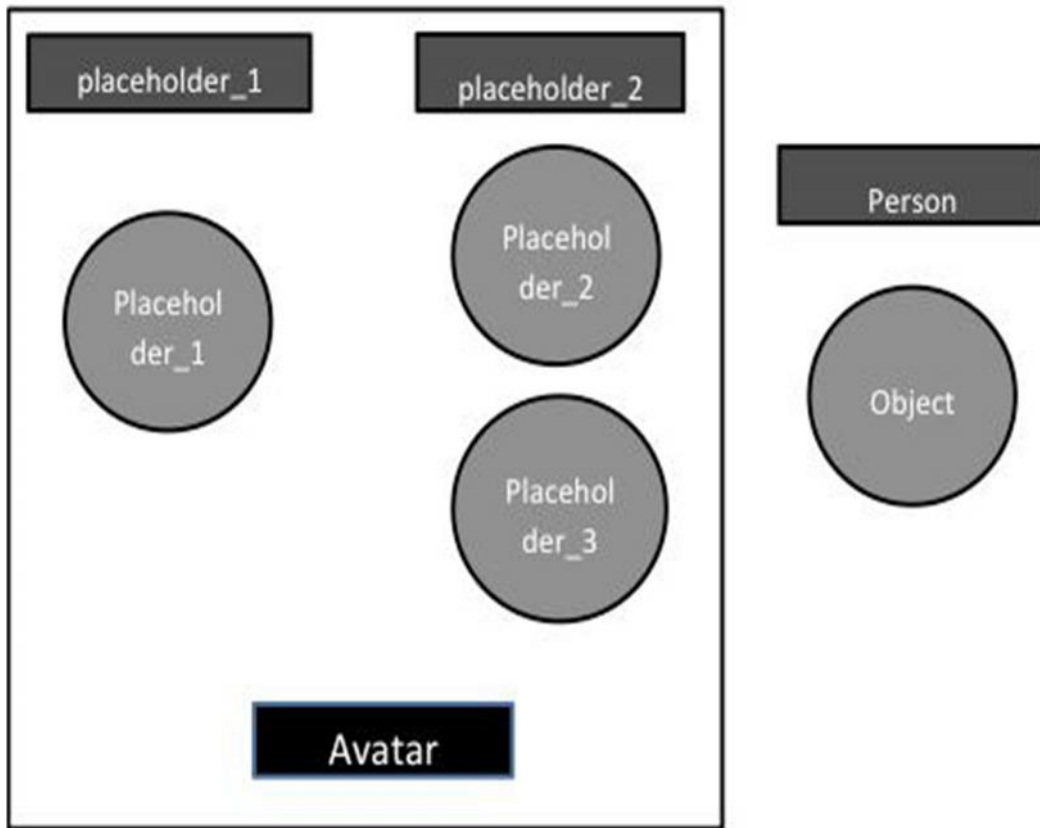 placeholder_1
placeholder_2
Person
Placehol
der_1
Placehol
der_2
Object
Placehol
der_3
Avatar